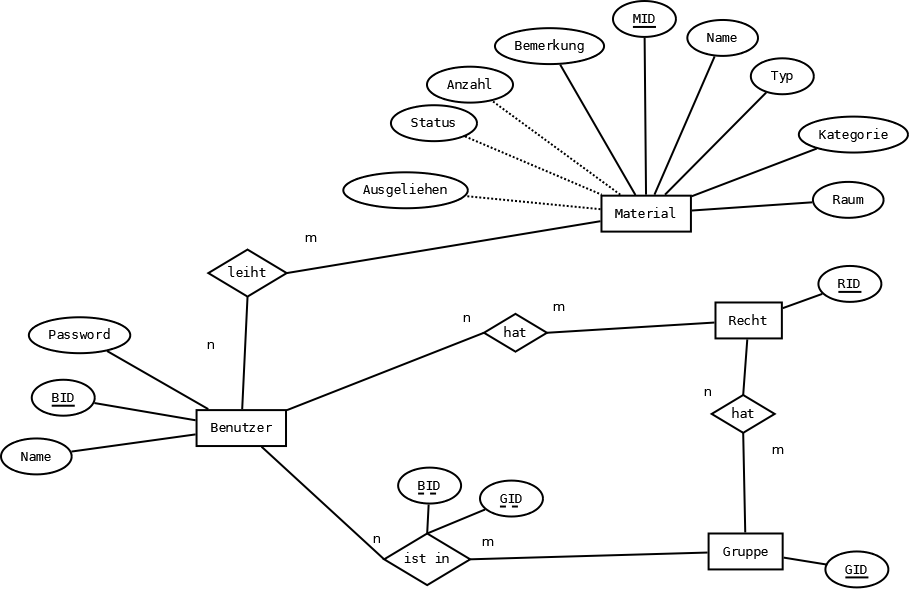 MID
Name
Bemerkung
Typ
Anzahl
Status
Kategorie
Ausgeliehen
Raum
Material
m
leiht
RID
n
m
Recht
hat
Password
n
BID
n
hat
Benutzer
Name
m
BID
GID
n
m
ist in
Gruppe
GID